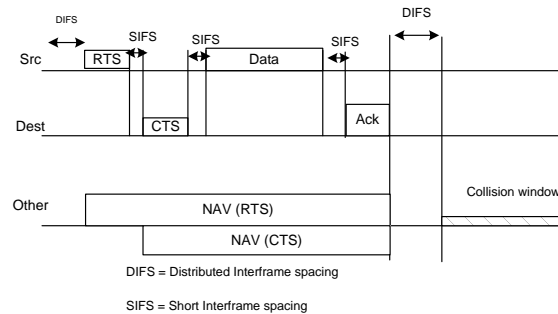 DIFS
DIFS
SIFS
SIFS
SIFS
Src
RTS
Data
Dest
CTS
Ack
Other
NAV (RTS)
Collision window
NAV (CTS)
DIFS = Distributed Interframe spacing
SIFS = Short Interframe spacing